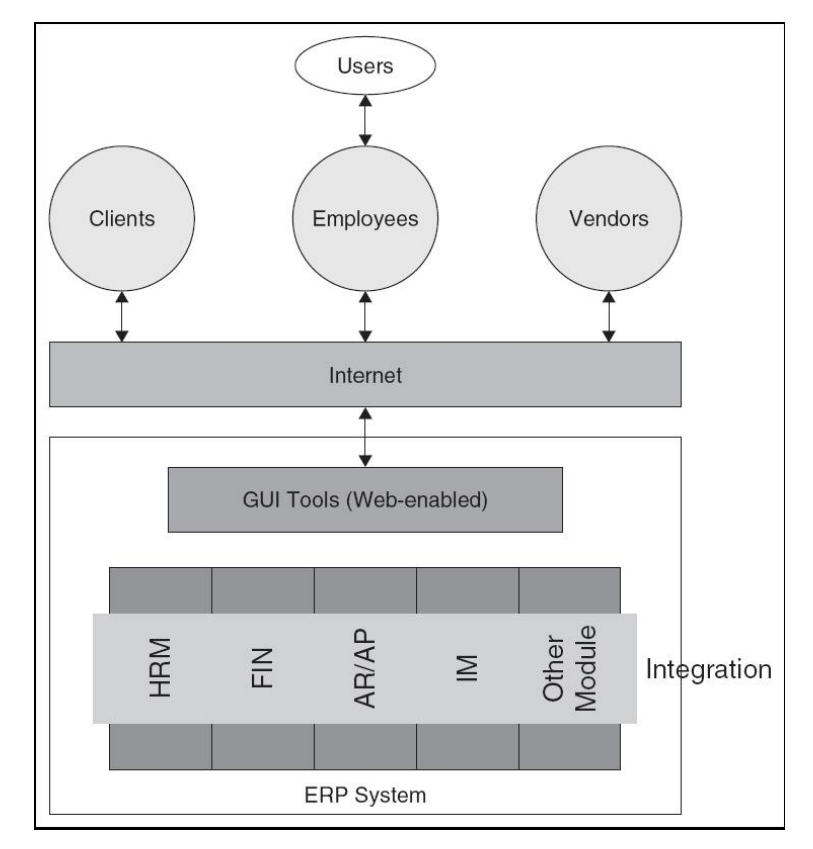 Users
Clients
Employees
Vendors
Internet
GUI Tools (Web-enabled)
HRM
FIN
AR/AP
IM
Other
Module
Integration
ERP System